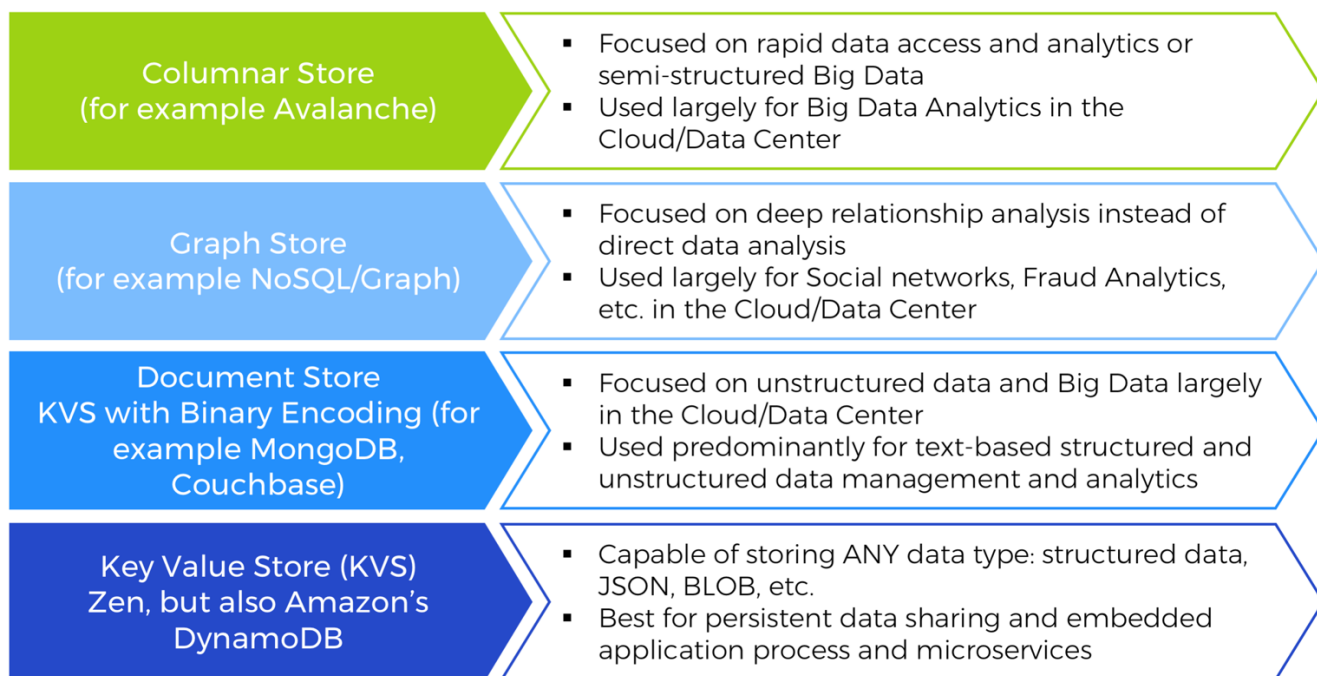 Columnar Store
(for example Avalanche)
▪ Focused on rapid data access and analytics or
semi-structured Big Data
▪ Used largely for Big Data Analytics in the
Cloud/Data Center
Graph Store
(for example NoSQL/Graph)
▪ Focused on deep relationship analysis instead of
direct data analysis
▪ Used largely for Social networks, Fraud Analytics,
etc. in the Cloud/Data Center
Document Store
KVS with Binary Encoding (for
example MongoDB,
Couchbase)
▪ Focused on unstructured data and Big Data largely
in the Cloud/Data Center
▪ Used predominantly for text-based structured and
unstructured data management and analytics
Key Value Store (KVS)
Zen, but also Amazon’s
DynamoDB
▪ Capable of storing ANY data type: structured data,
JSON, BLOB, etc.
▪ Best for persistent data sharing and embedded
application process and microservices